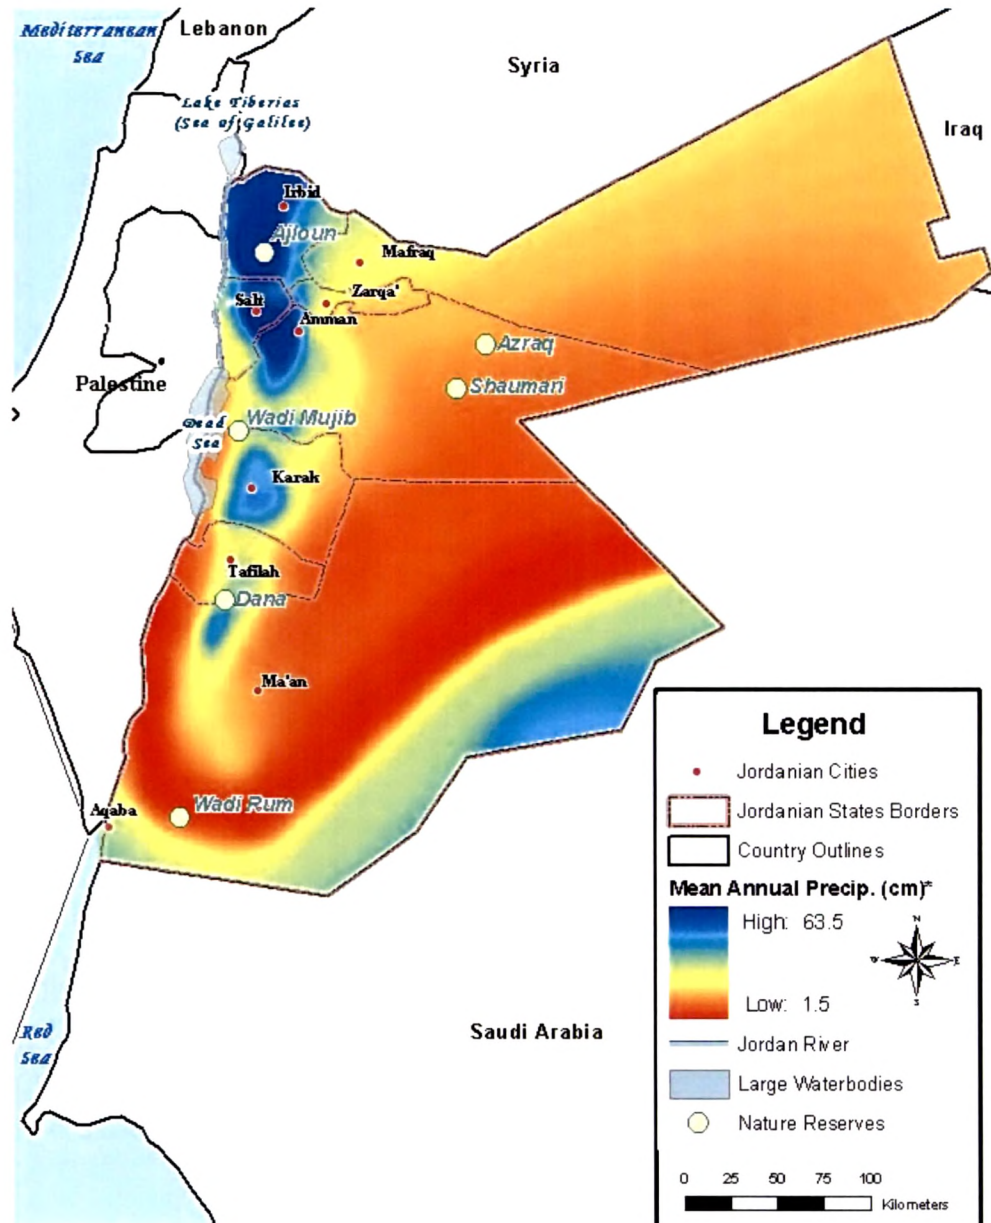 Mediterranean
Sea
Lebanon
Syria
Iraq
Lake Tiberias
(Sea of Galilee)
Irbid
Ajloun
Mafraq
Zarqa'
Salt
Amman
Azraq
Shaumari
Palestine
Dead
Sea
Wadi Mujib
Karak
Tafilah
Dana
Ma'an
Wadi Rum
Aqaba
Red
Sea
Saudi Arabia
Legend
Jordanian Cities
Jordanian States Borders
Country Outlines
Mean Annual Precip. (cm)*
High: 63.5
Low: 1.5
N
W
E
S
Jordan River
Large Waterbodies
Nature Reserves
0 25 50 75 100
Kilometers